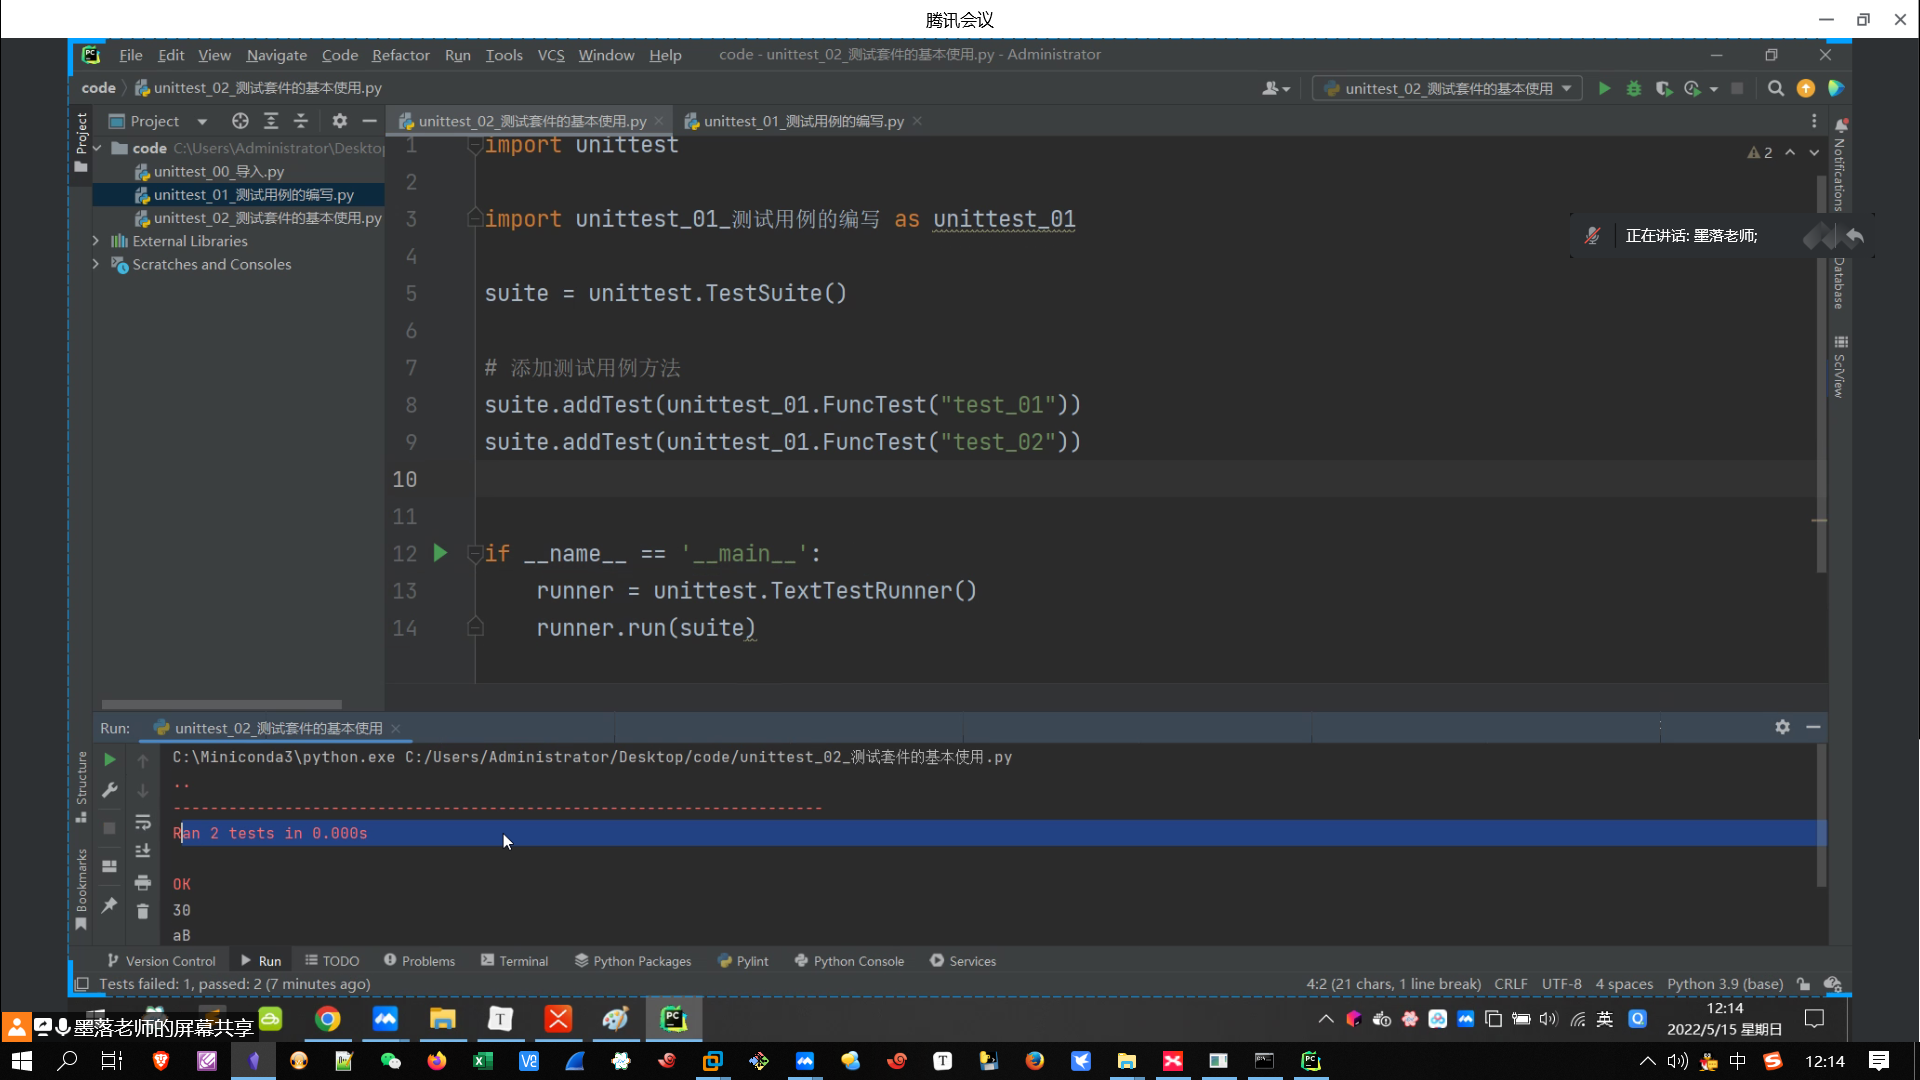 腾讯会议
File Edit View Navigate Code Refactor Run Tools VCS Window Help code - unittest_02_测试套件的基本使用.py - Administrator
code unittest_02_测试套件的基本使用.py unittest_02_测试套件的基本使用
Project unittest_02_测试套件的基本使用.py unittest_01_测试用例的编写.py
Project
code C:\Users\Administrator\Deskto
unittest_00_导入.py
unittest_01_测试用例的编写.py
unittest_02_测试套件的基本使用.py
External Libraries
Scratches and Consoles
1 import unittest
2
3 import unittest_01_测试用例的编写 as unittest_01
4
5 suite = unittest.TestSuite()
6
7 # 添加测试用例方法
8 suite.addTest(unittest_01.FuncTest("test_01"))
9 suite.addTest(unittest_01.FuncTest("test_02"))
10
11
12 if __name__ == '__main__':
13 runner = unittest.TextTestRunner()
14 runner.run(suite)
2
正在讲话: 墨落老师;
Notifications
Database
SciView
Run: unittest_02_测试套件的基本使用
C:\Miniconda3\python.exe C:/Users/Administrator/Desktop/code/unittest_02_测试套件的基本使用.py
..
----------------------------------------------------------------------
Ran 2 tests in 0.000s
OK
30
aB
Structure
Bookmarks
Version Control Run TODO Problems Terminal Python Packages Pylint Python Console Services
Tests failed: 1, passed: 2 (7 minutes ago) 4:2 (21 chars, 1 line break) CRLF UTF-8 4 spaces Python 3.9 (base)
墨落老师的屏幕共享 英 12:14
2022/5/15 星期日
中 12:14